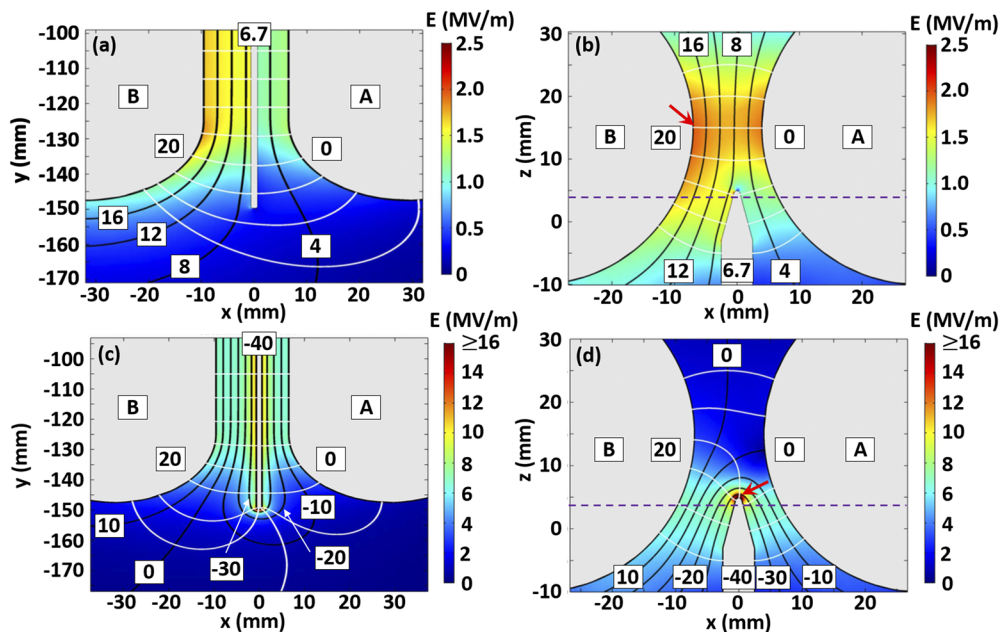 E (MV/m)
(a)
6.7
B
A
20
0
16
12
8
4
y (mm)
-100
-110
-120
-130
-140
-150
-160
-170
-30 -20 -10 0 10 20 30
x (mm)
2.5
2.0
1.5
1.0
0.5
0
E (MV/m)
(b)
16 8
B 20 0 A
12 6.7 4
z (mm)
30
20
10
0
-10
-20 -10 0 10 20
x (mm)
2.5
2.0
1.5
1.0
0.5
0
E (MV/m)
(c)
-40
B
A
20
0
10
-10
0
-30
-20
y (mm)
-100
-110
-120
-130
-140
-150
-160
-170
-30 -20 -10 0 10 20 30
x (mm)
≥16
14
12
10
8
6
4
2
0
E (MV/m)
(d)
0
B 20 0 A
10 -20 -40 -30 -10
z (mm)
30
20
10
0
-10
-20 -10 0 10 20
x (mm)
≥16
14
12
10
8
6
4
2
0